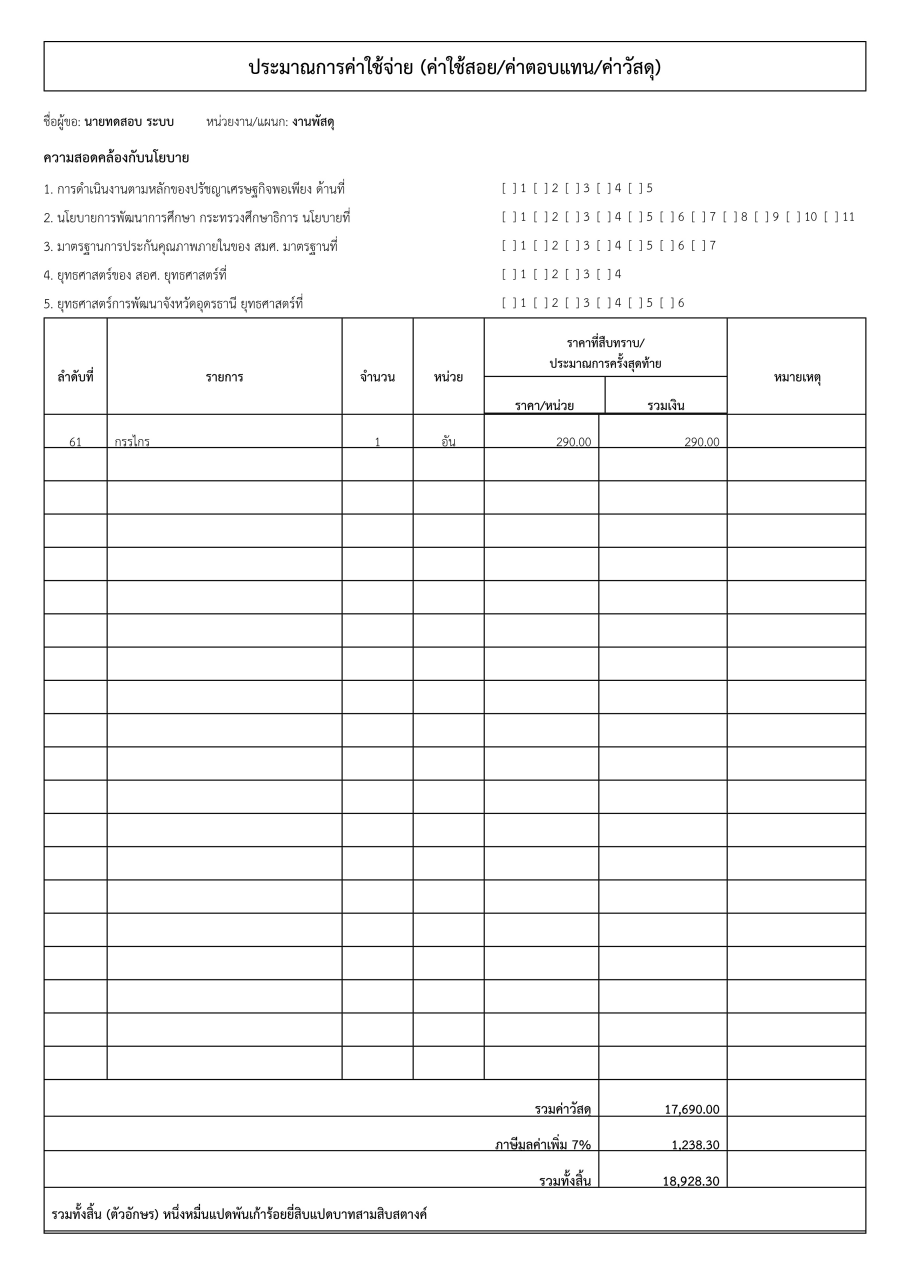 ประมาณการค่าใช้จ่าย (ค่าใช้สอย/ค่าตอบแทน/ค่าวัสดุ)
ชื่อผู้ขอ: นายทดสอบ ระบบ หน่วยงาน/แผนก: งานพัสดุ
ความสอดคล้องกับนโยบาย
1. การดำเนินงานตามหลักของปรัชญาเศรษฐกิจพอเพียง ด้านที่ [ ]1 [ ]2 [ ]3 [ ]4 [ ]5
2. นโยบายการพัฒนาการศึกษา กระทรวงศึกษาธิการ นโยบายที่ [ ]1 [ ]2 [ ]3 [ ]4 [ ]5 [ ]6 [ ]7 [ ]8 [ ]9 [ ]10 [ ]11
3. มาตรฐานการประกันคุณภาพภายในของ สมศ. มาตรฐานที่ [ ]1 [ ]2 [ ]3 [ ]4 [ ]5 [ ]6 [ ]7
4. ยุทธศาสตร์ของ สอศ. ยุทธศาสตร์ที่ [ ]1 [ ]2 [ ]3 [ ]4
5. ยุทธศาสตร์การพัฒนาจังหวัดอุดรธานี ยุทธศาสตร์ที่ [ ]1 [ ]2 [ ]3 [ ]4 [ ]5 [ ]6
ราคาที่สืบทราบ/
ประมาณการครั้งสุดท้าย
ลำดับที่ รายการ จำนวน หน่วย หมายเหตุ
ราคา/หน่วย รวมเงิน
61 กรรไกร 1 อัน 290.00 290.00
รวมค่าวัสดุ 17,690.00
ภาษีมูลค่าเพิ่ม 7% 1,238.30
รวมทั้งสิ้น 18,928.30
รวมทั้งสิ้น (ตัวอักษร) หนึ่งหมื่นแปดพันเก้าร้อยยี่สิบแปดบาทสามสิบสตางค์